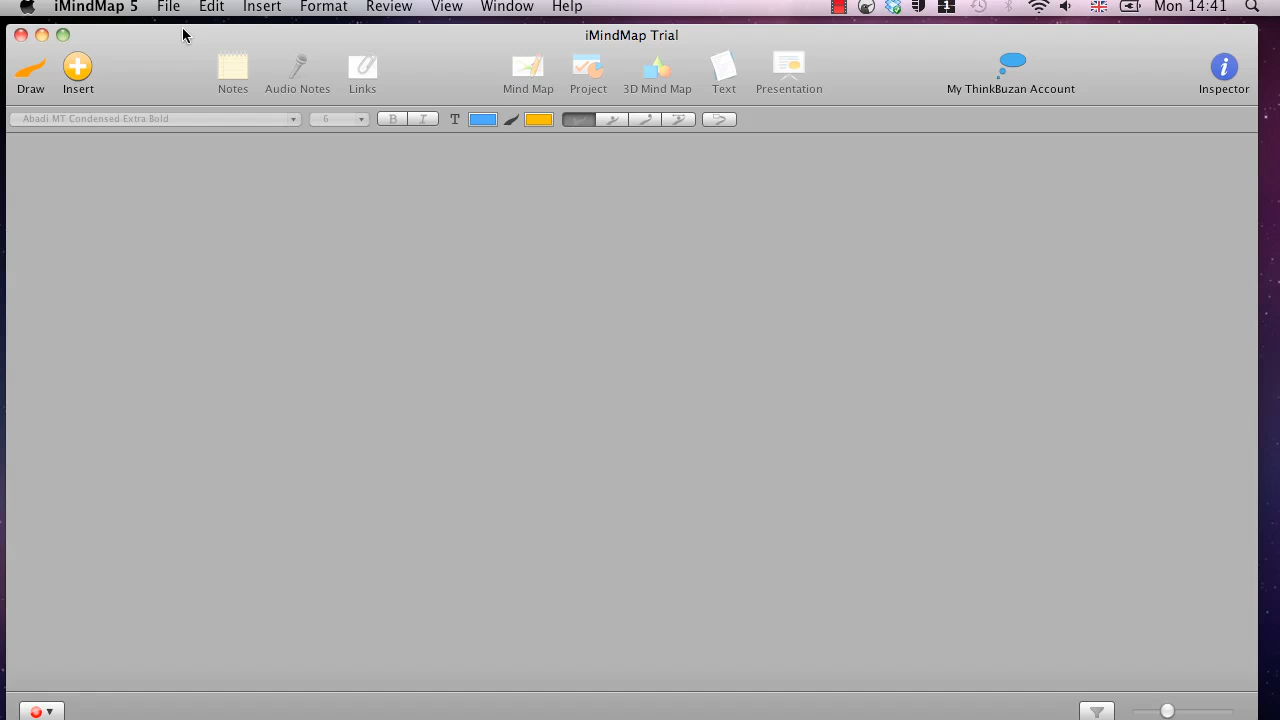 iMindMap 5 File Edit Insert Format Review View Window Help 1 Mon 14:41
iMindMap Trial
Draw Insert Notes Audio Notes Links Mind Map Project 3D Mind Map Text Presentation My ThinkBuzan Account Inspector
Abadi MT Condensed Extra Bold 6 B I T